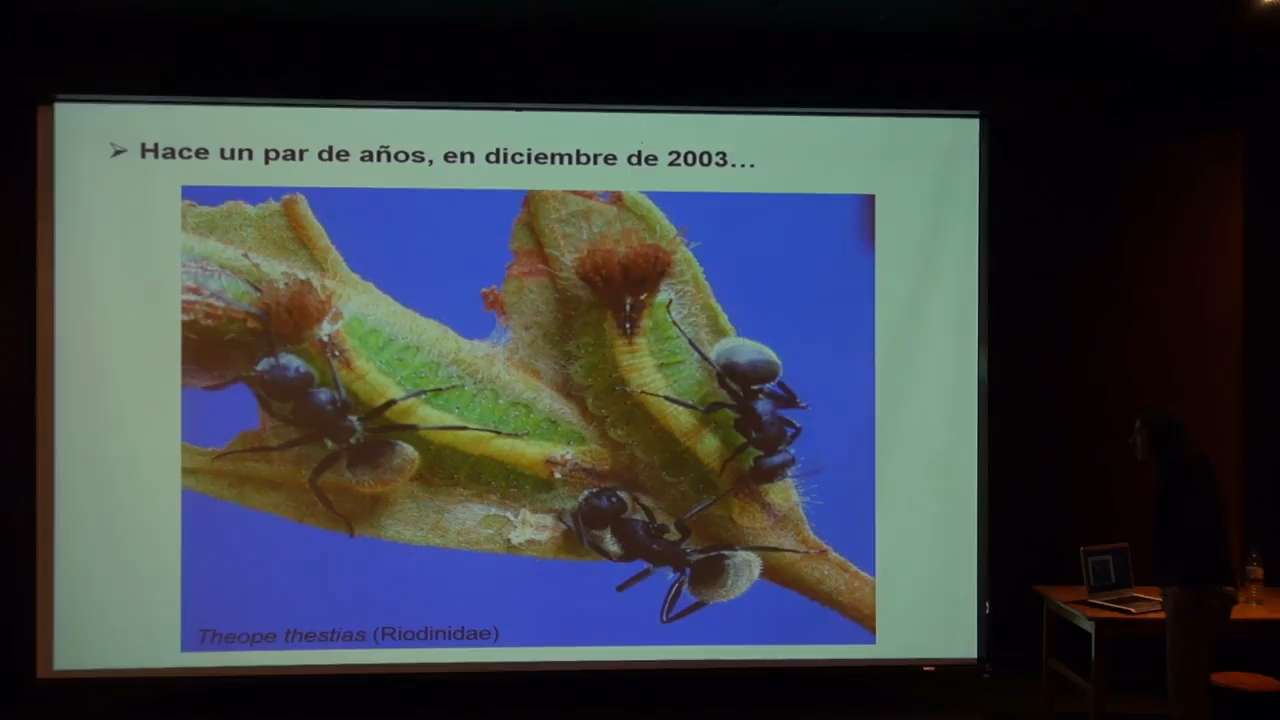 ➢ Hace un par de años, en diciembre de 2003…
Theope thestias (Riodinidae)